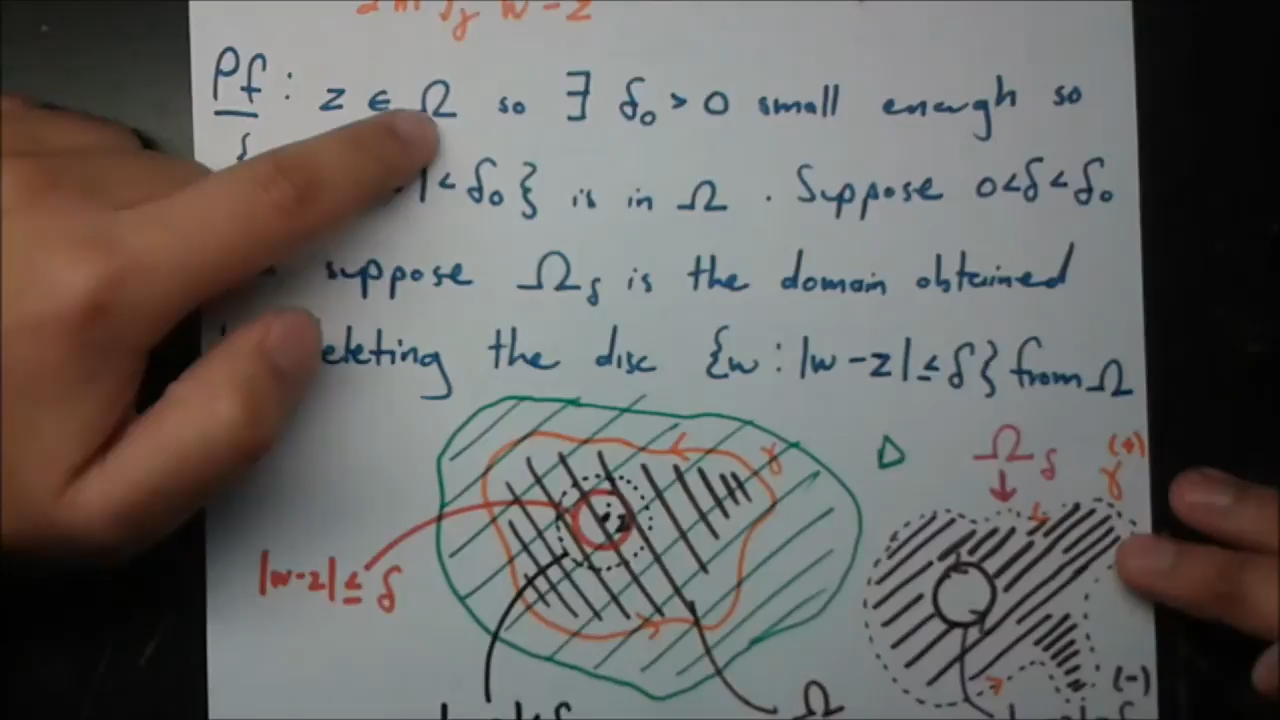 w - z
Pf : z ∈ Ω so ∃ δ₀ > 0 small enough so
| < δ₀ } is in Ω . Suppose 0 < δ < δ₀
suppose Ω_δ is the domain obtained
eleting the disc {w : |w - z| ≤ δ} from Ω
γ D Ω_δ (+) γ
z
|w - z| ≤ δ
(-)
Ω